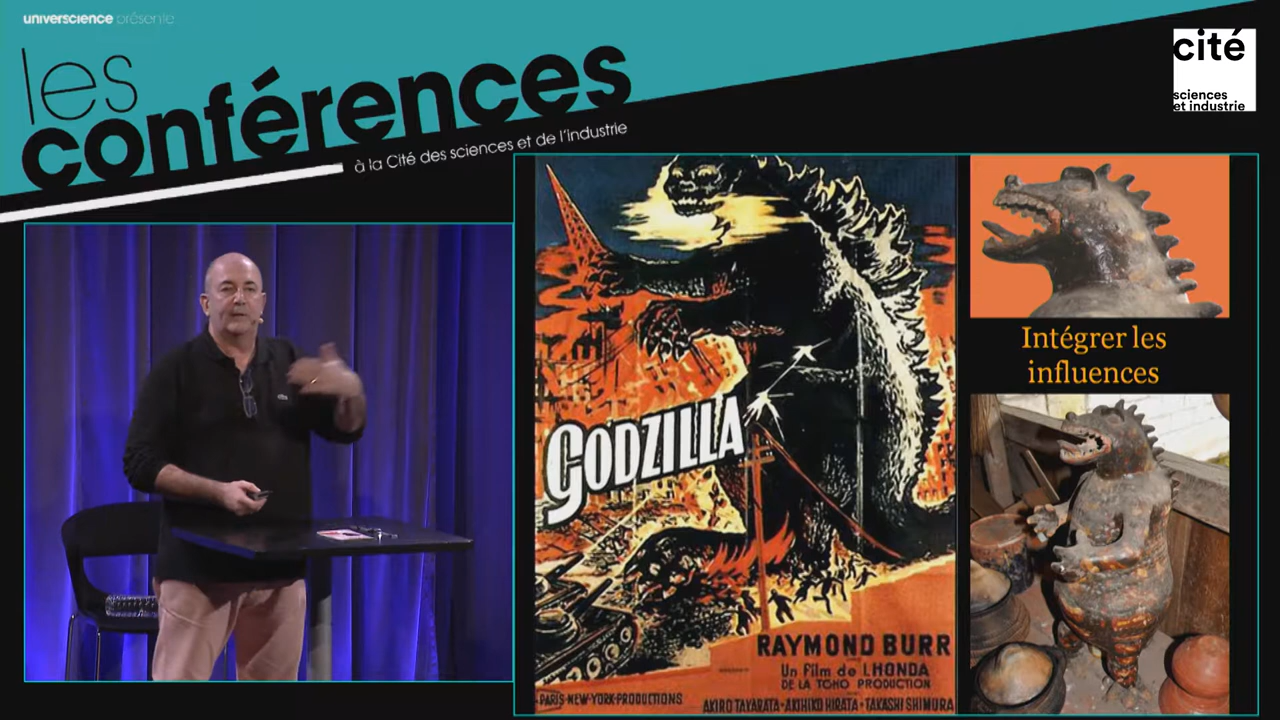 universcience présente
les
conférences
à la Cité des sciences et de l'industrie
cité
sciences
et industrie
GODZILLA
RAYMOND BURR
Un film de I.HONDA
DE LA TOHO PRODUCTION
PARIS-NEW-YORK-PRODUCTIONS
AKIRO TAKARATA-AKIHIKO HIRATA-TAKASHI SHIMURA
Intégrer les
influences